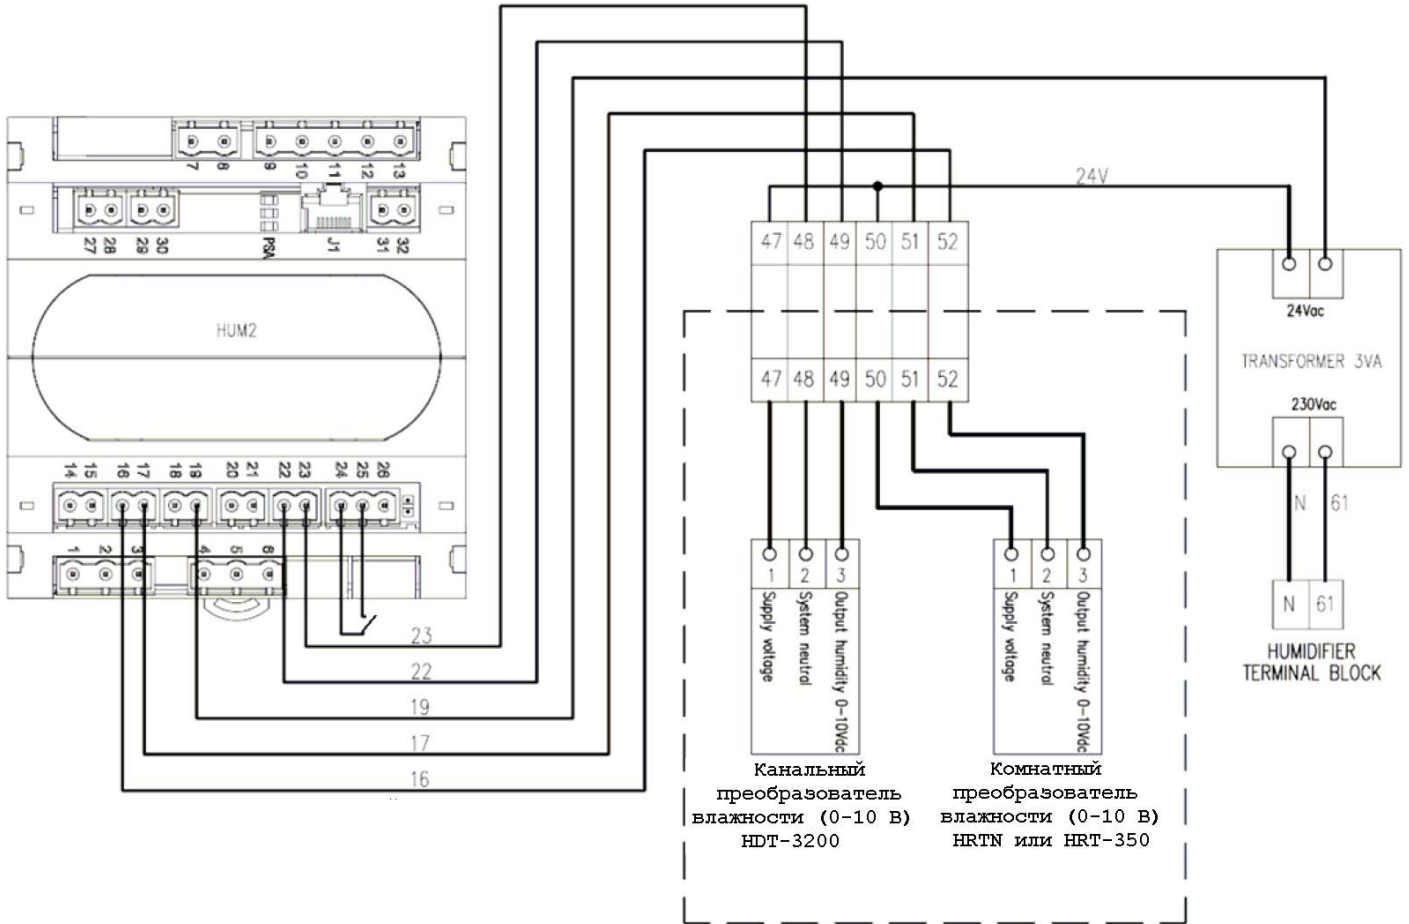 24V
47 48 49 50 51 52
7 8 9 10 11 12 13
27 28 29 30 PSA J1 31 32
HUM2
24Vac
TRANSFORMER 3VA
230Vac
47 48 49 50 51 52
14 15 16 17 18 19 20 21 22 23 24 25 26
1 2 3 4 5 6
N 61
N 61
HUMIDIFIER
TERMINAL BLOCK
23
22
19
17
16
1 2 3
Supply voltage
System neutral
Output humidity 0-10Vdc
1 2 3
Supply voltage
System neutral
Output humidity 0-10Vdc
Канальный
преобразователь
влажности (0-10 В)
HDT-3200
Комнатный
преобразователь
влажности (0-10 В)
HRTN или HRT-350